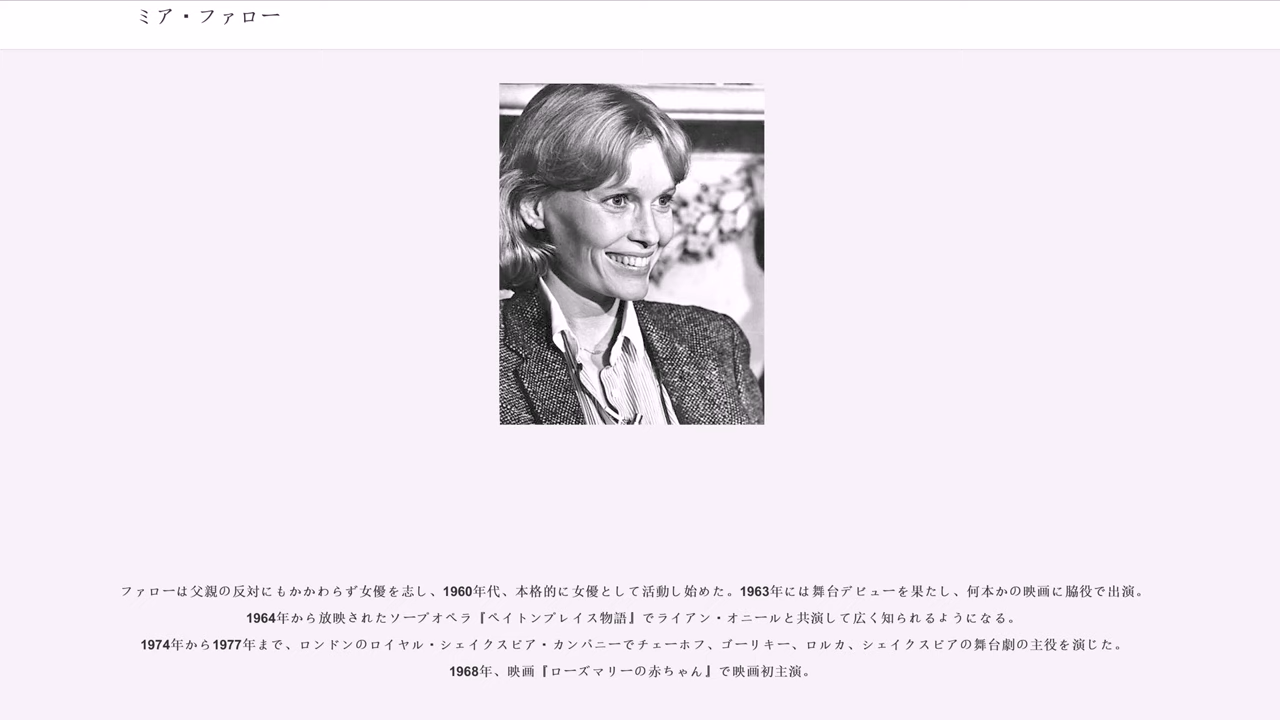 ミア・ファロー
ファローは父親の反対にもかかわらず女優を志し、1960年代、本格的に女優として活動し始めた。1963年には舞台デビューを果たし、何本かの映画に脇役で出演。
1964年から放映されたソープオペラ『ペイトンプレイス物語』でライアン・オニールと共演して広く知られるようになる。
1974年から1977年まで、ロンドンのロイヤル・シェイクスピア・カンパニーでチェーホフ、ゴーリキー、ロルカ、シェイクスピアの舞台劇の主役を演じた。
1968年、映画『ローズマリーの赤ちゃん』で映画初主演。